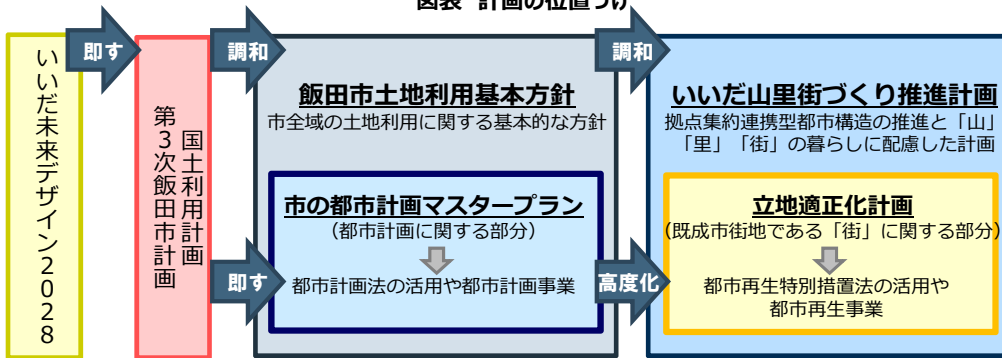 図表 計画の位置づけ
いいだ未来デザイン2028
即す
国土利用計画
第3次飯田市計画
調和
即す
飯田市土地利用基本方針
市全域の土地利用に関する基本的な方針
市の都市計画マスタープラン
(都市計画に関する部分)
都市計画法の活用や都市計画事業
調和
高度化
いいだ山里街づくり推進計画
拠点集約連携型都市構造の推進と「山」
「里」「街」の暮らしに配慮した計画
立地適正化計画
(既成市街地である「街」に関する部分)
都市再生特別措置法の活用や
都市再生事業